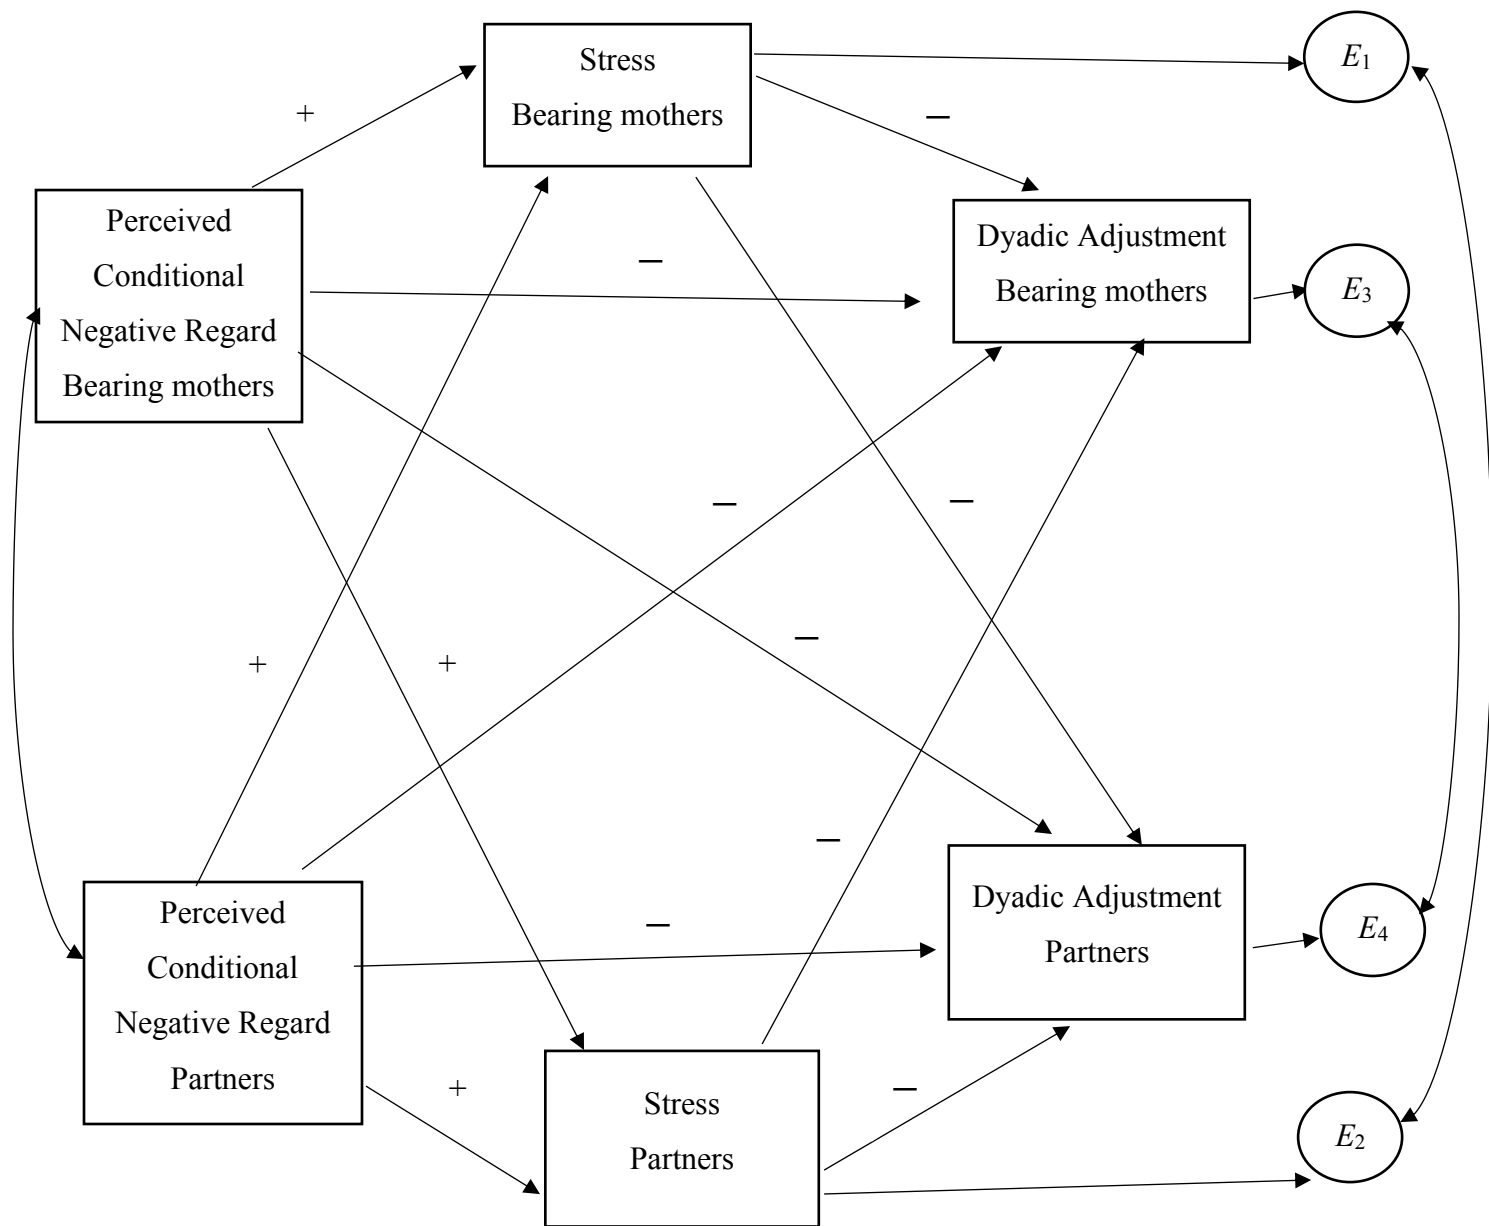 Stress
Bearing mothers
E1
+
−
Perceived
Conditional
Negative Regard
Bearing mothers
−
Dyadic Adjustment
Bearing mothers
E3
−
−
−
+
+
−
Perceived
Conditional
Negative Regard
Partners
−
Dyadic Adjustment
Partners
E4
+
−
Stress
Partners
E2